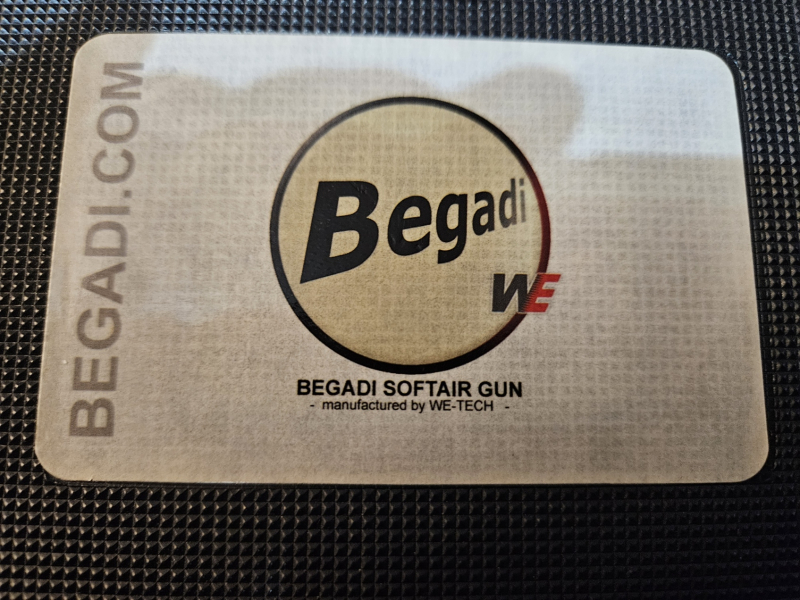 BEGADI.COM
Begadi
WE
BEGADI SOFTAIR GUN
- manufactured by WE-TECH -